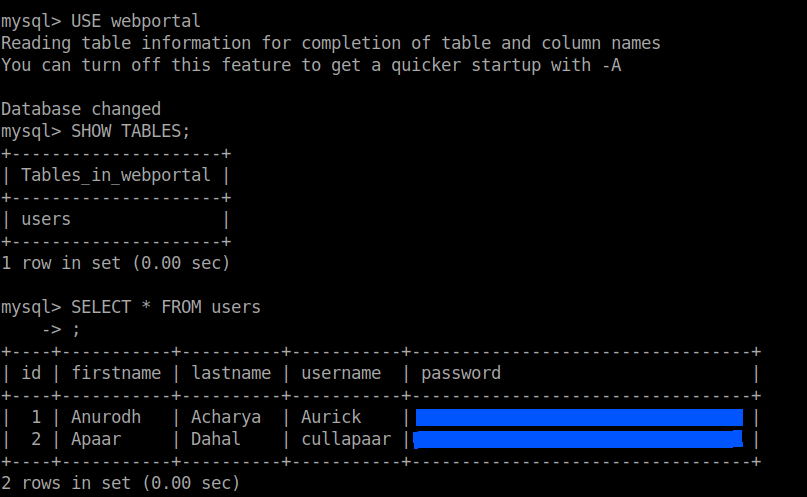 mysql> USE webportal
Reading table information for completion of table and column names
You can turn off this feature to get a quicker startup with -A

Database changed
mysql> SHOW TABLES;
+---------------------+
| Tables_in_webportal |
+---------------------+
| users               |
+---------------------+
1 row in set (0.00 sec)

mysql> SELECT * FROM users
    -> ;
+----+-----------+----------+-----------+----------------------------------+
| id | firstname | lastname | username  | password                         |
+----+-----------+----------+-----------+----------------------------------+
|  1 | Anurodh   | Acharya  | Aurick    |                                  |
|  2 | Apaar     | Dahal    | cullapaar |                                  |
+----+-----------+----------+-----------+----------------------------------+
2 rows in set (0.00 sec)